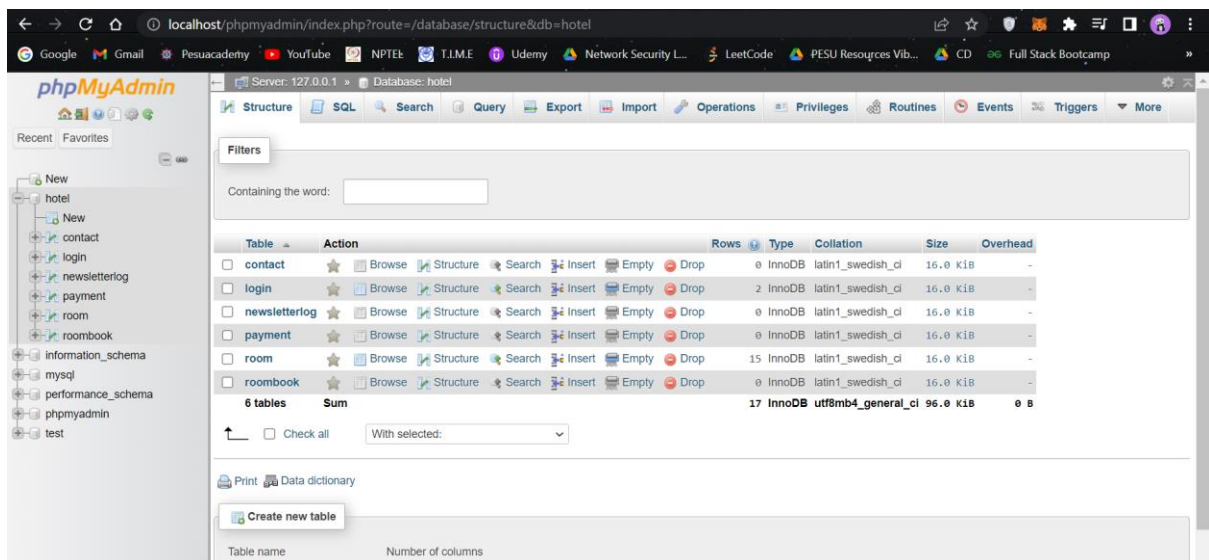 localhost/phpmyadmin/index.php?route=/database/structure&db=hotel
Google Gmail Pesuacademy YouTube NPTEL T.I.M.E Udemy Network Security L... LeetCode PESU Resources Vib... CD Full Stack Bootcamp »
phpMyAdmin
Recent Favorites
New
hotel
New
contact
login
newsletterlog
payment
room
roombook
information_schema
mysql
performance_schema
phpmyadmin
test
Server: 127.0.0.1 » Database: hotel
Structure SQL Search Query Export Import Operations Privileges Routines Events Triggers More
Filters
Containing the word:
Table Action Rows Type Collation Size Overhead
contact Browse Structure Search Insert Empty Drop 0 InnoDB latin1_swedish_ci 16.0 KiB -
login Browse Structure Search Insert Empty Drop 2 InnoDB latin1_swedish_ci 16.0 KiB -
newsletterlog Browse Structure Search Insert Empty Drop 0 InnoDB latin1_swedish_ci 16.0 KiB -
payment Browse Structure Search Insert Empty Drop 0 InnoDB latin1_swedish_ci 16.0 KiB -
room Browse Structure Search Insert Empty Drop 15 InnoDB latin1_swedish_ci 16.0 KiB -
roombook Browse Structure Search Insert Empty Drop 0 InnoDB latin1_swedish_ci 16.0 KiB -
6 tables Sum 17 InnoDB utf8mb4_general_ci 96.0 KiB 0 B
Check all With selected:
Print Data dictionary
Create new table
Table name Number of columns